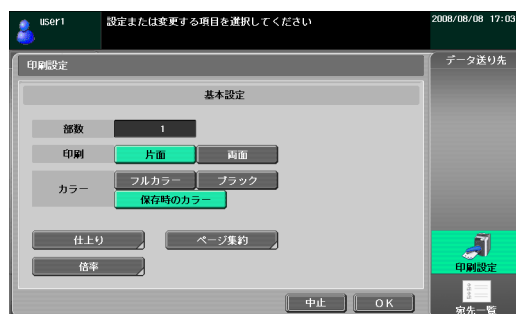 user1
設定または変更する項目を選択してください
2008/08/08 17:03
印刷設定
データ送り先
基本設定
部数 1
印刷 片面 両面
カラー フルカラー ブラック
保存時のカラー
仕上り ページ集約
倍率
印刷設定
中止 OK
宛先一覧